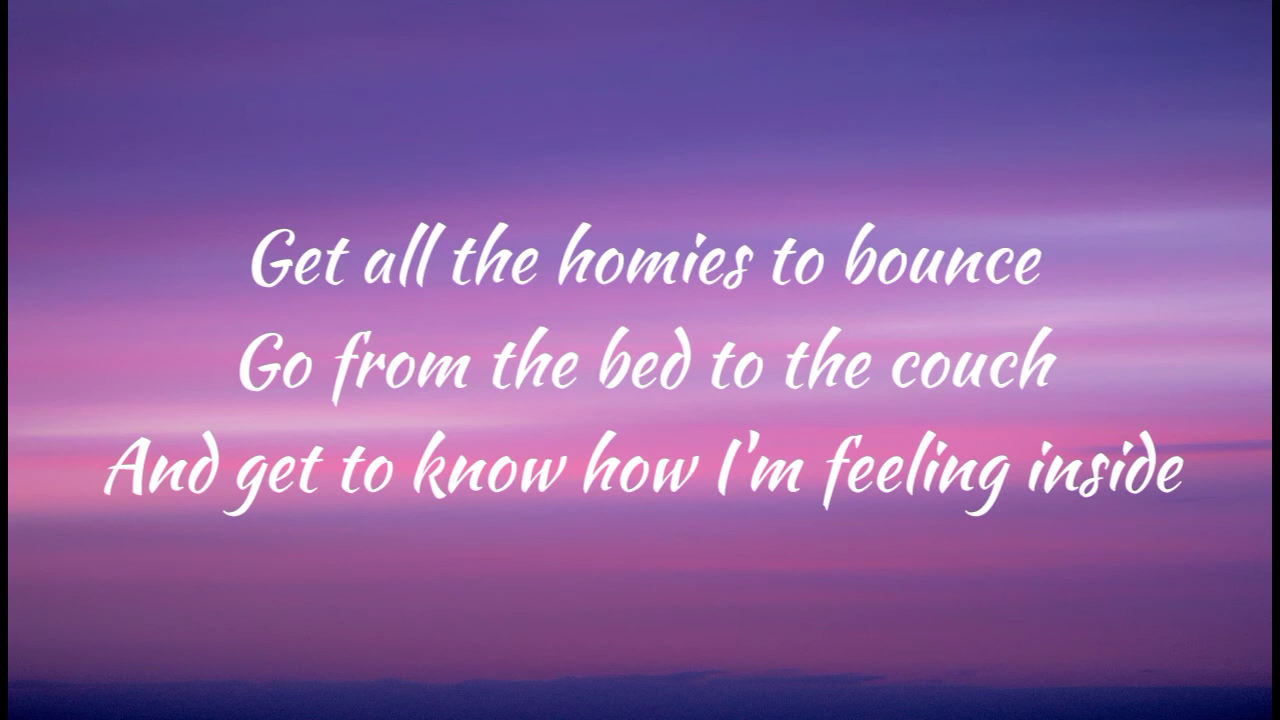 Get all the homies to bounce
Go from the bed to the couch
And get to know how I'm feeling inside